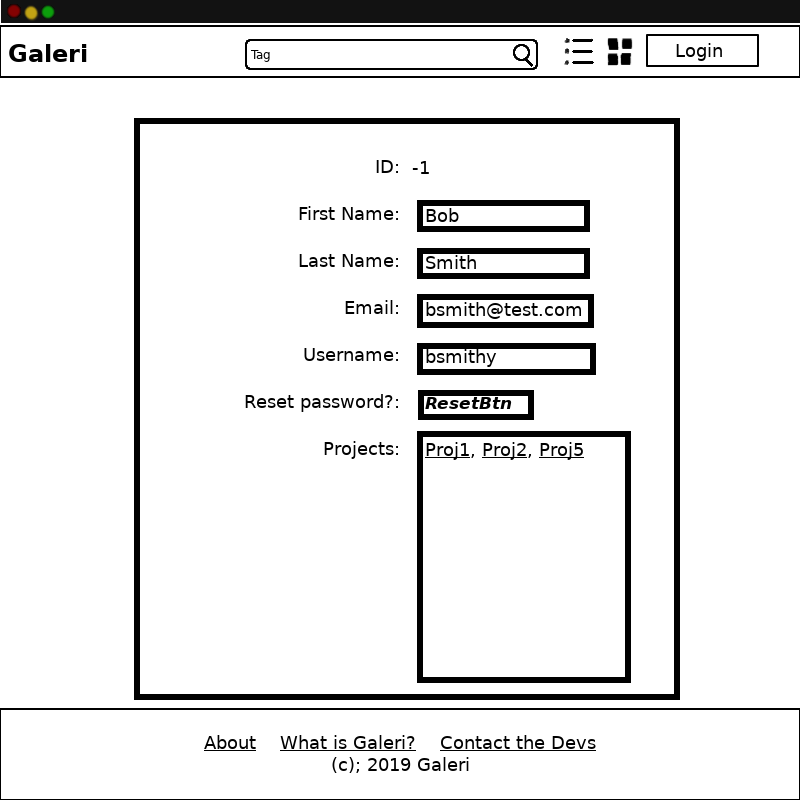 Galeri Tag Login
ID: -1
First Name: Bob
Last Name: Smith
Email: bsmith@test.com
Username: bsmithy
Reset password?: ResetBtn
Projects: Proj1, Proj2, Proj5
About What is Galeri? Contact the Devs
(c); 2019 Galeri